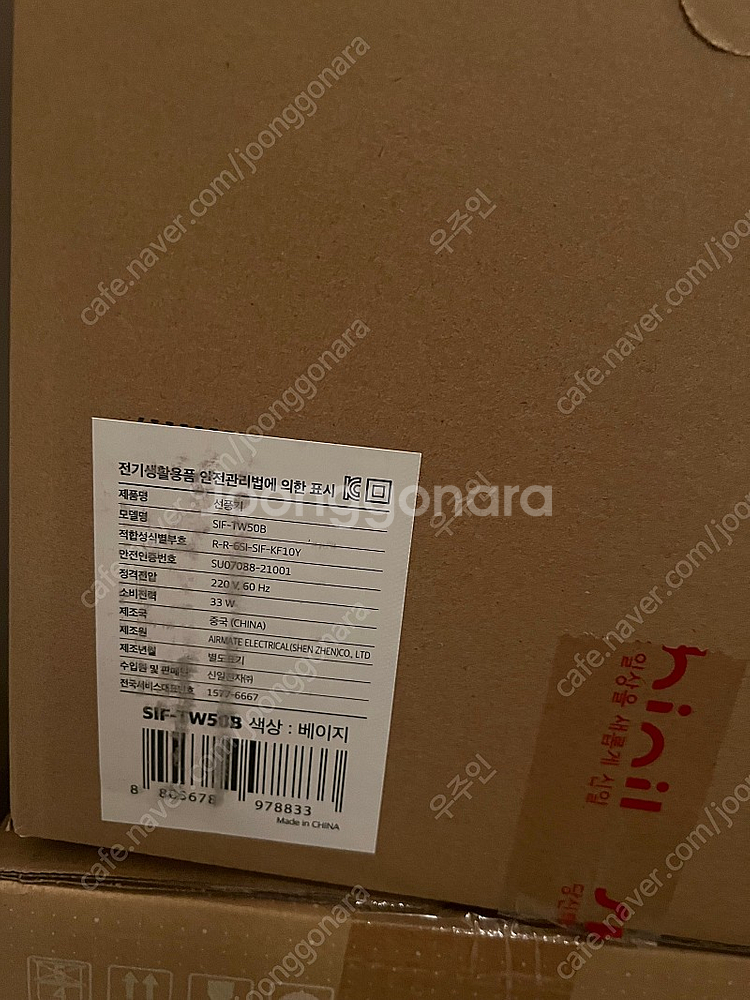 전기생활용품 안전관리법에 의한 표시
제품명 선풍기
모델명 SIF-TW50B
적합성식별부호 R-R-6SI-SIF-KF10Y
안전인증번호 SU07088-21001
정격전압 220 V, 60 Hz
소비전력 33 W
제조국 중국 (CHINA)
제조원 AIRMATE ELECTRICAL(SHEN ZHEN)CO., LTD
제조년월 별도표기
수입원 및 판매원 신일전자㈜
전국서비스대표번호 1577-6667
SIF-TW50B 색상 : 베이지
8 806678 978833
Made in CHINA
hinil
일상을 새롭게 신일
cafe.naver.com/joonggonara
우주인
joonggonara